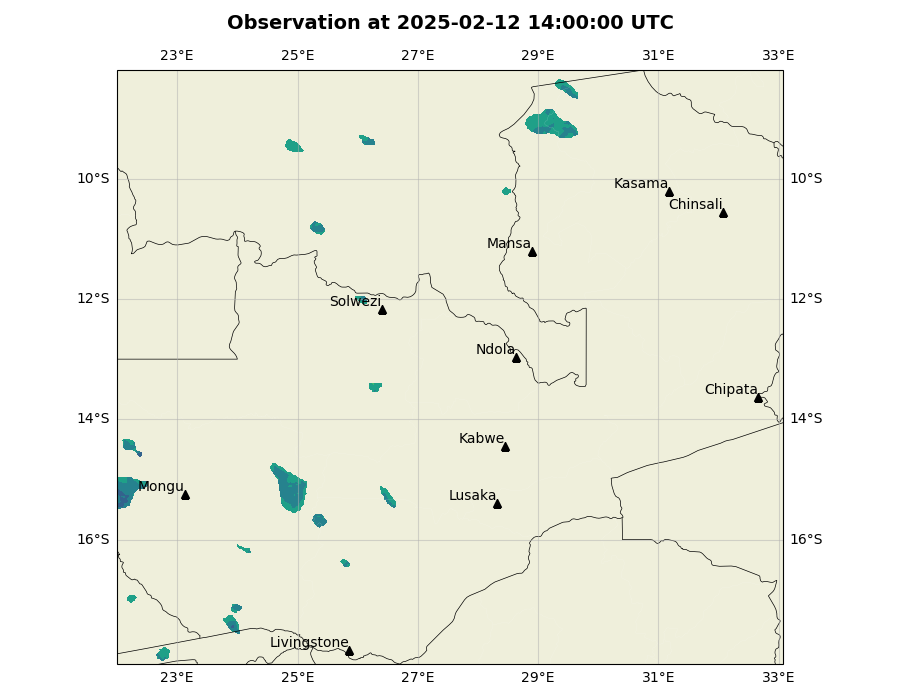 Observation at 2025-02-12 14:00:00 UTC
23°E 25°E 27°E 29°E 31°E 33°E
10°S 10°S
Kasama
Chinsali
Mansa
12°S 12°S
Solwezi
Ndola
Chipata
14°S 14°S
Kabwe
Mongu
Lusaka
16°S 16°S
Livingstone
23°E 25°E 27°E 29°E 31°E 33°E